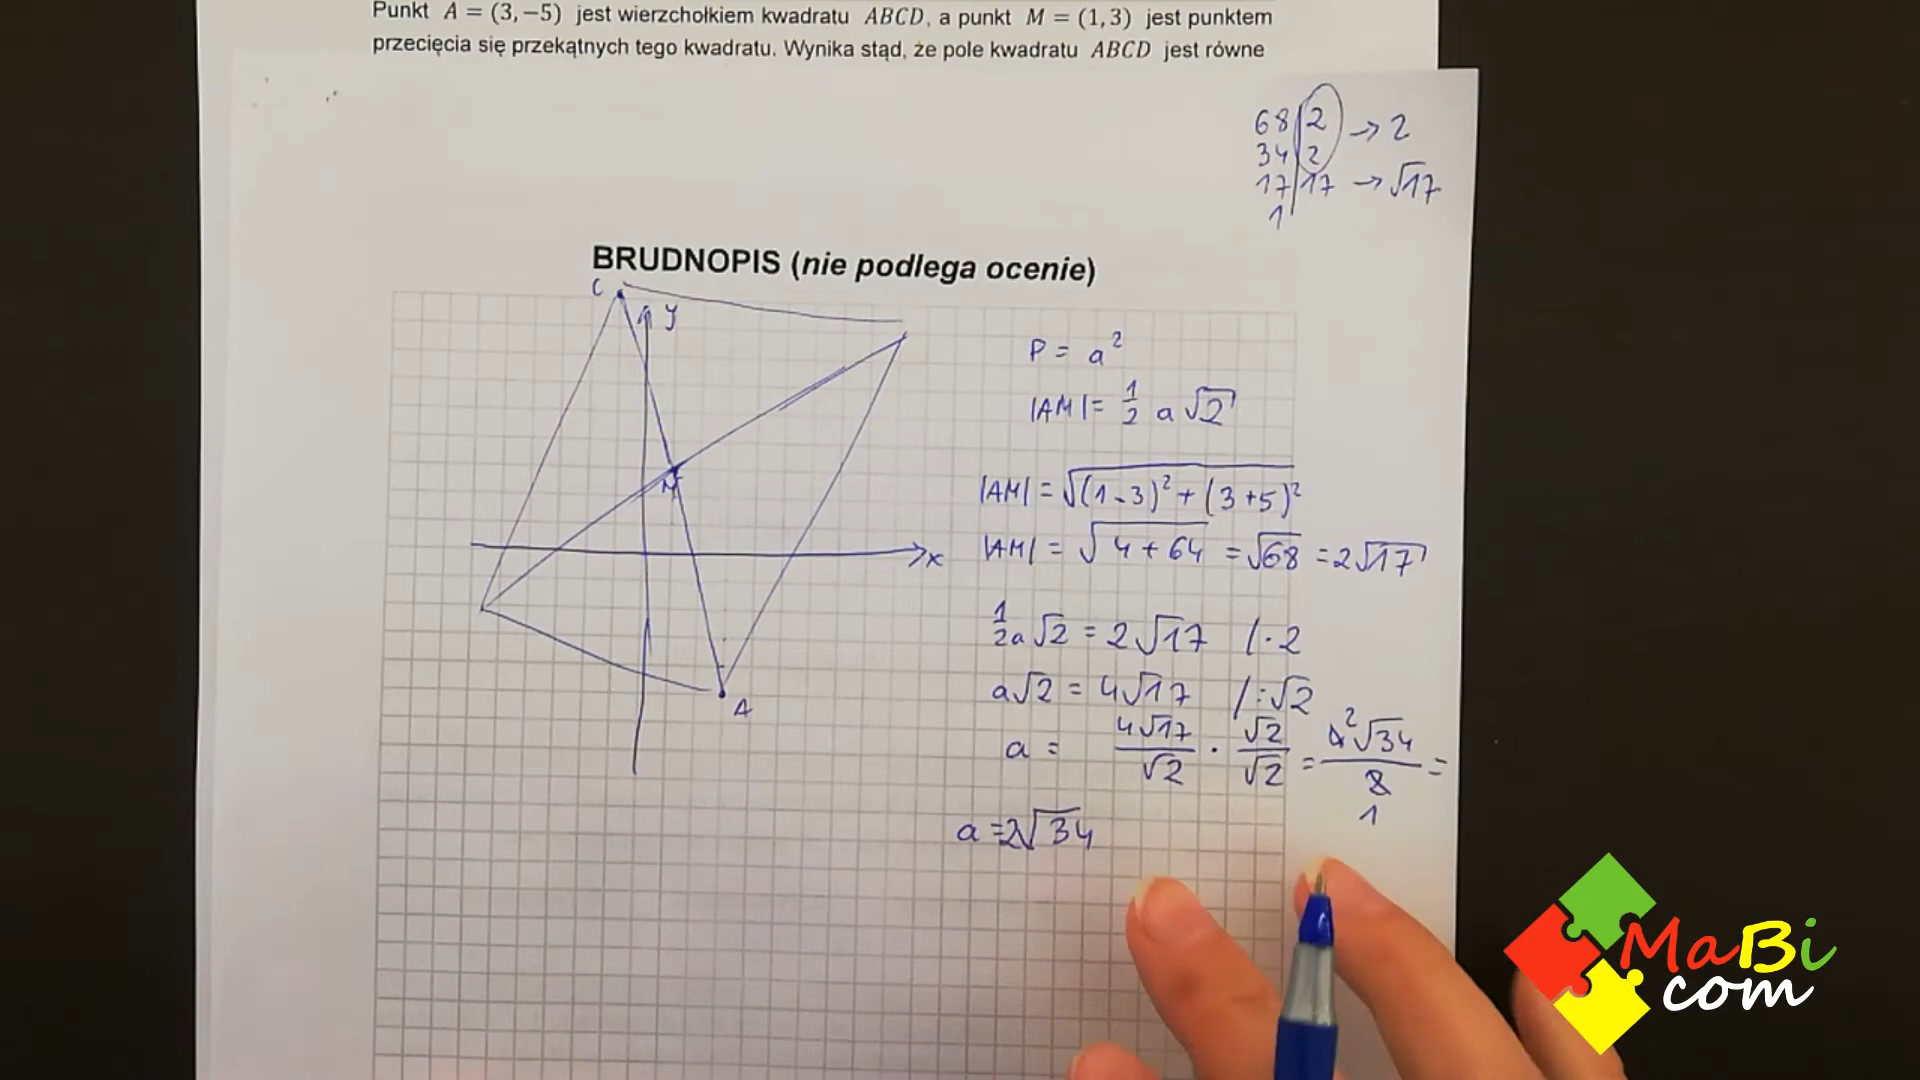 Punkt A = (3, −5) jest wierzchołkiem kwadratu ABCD, a punkt M = (1, 3) jest punktem
przecięcia się przekątnych tego kwadratu. Wynika stąd, że pole kwadratu ABCD jest równe
68|2 → 2
34|2
17|17 → √17
1
BRUDNOPIS (nie podlega ocenie)
C
y
M
x
A
P = a²
|AM| = 1/2 a√2
|AM| = √(1-3)² + (3+5)²
|AM| = √4+64 = √68 = 2√17
1/2a√2 = 2√17 /·2
a√2 = 4√17 /:√2
a = 4√17/√2 · √2/√2 = 4 2√34/2 1 =
a = 2√34
MaBi
com